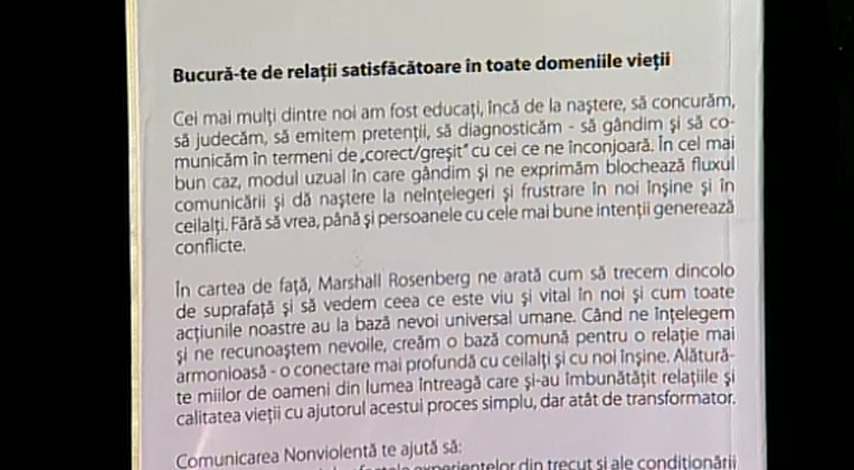 Bucură-te de relații satisfăcătoare în toate domeniile vieții
Cei mai mulți dintre noi am fost educați, încă de la naștere, să concurăm,
să judecăm, să emitem pretenții, să diagnosticăm - să gândim și să co-
municăm în termeni de „corect/greșit" cu cei ce ne înconjoară. În cel mai
bun caz, modul uzual în care gândim și ne exprimăm blochează fluxul
comunicării și dă naștere la neînțelegeri și frustrare în noi înșine și în
ceilalți. Fără să vrea, până și persoanele cu cele mai bune intenții generează
conflicte.
În cartea de față, Marshall Rosenberg ne arată cum să trecem dincolo
de suprafață și să vedem ceea ce este viu și vital în noi și cum toate
acțiunile noastre au la bază nevoi universal umane. Când ne înțelegem
și ne recunoaștem nevoile, creăm o bază comună pentru o relație mai
armonioasă - o conectare mai profundă cu ceilalți și cu noi înșine. Alătură-
te miilor de oameni din lumea întreagă care și-au îmbunătățit relațiile și
calitatea vieții cu ajutorul acestui proces simplu, dar atât de transformator.
Comunicarea Nonviolentă te ajută să:
experiențelor din trecut și ale condiționării